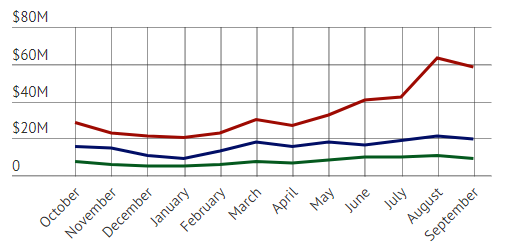 $80M
$60M
$40M
$20M
0
October
November
December
January
February
March
April
May
June
July
August
September